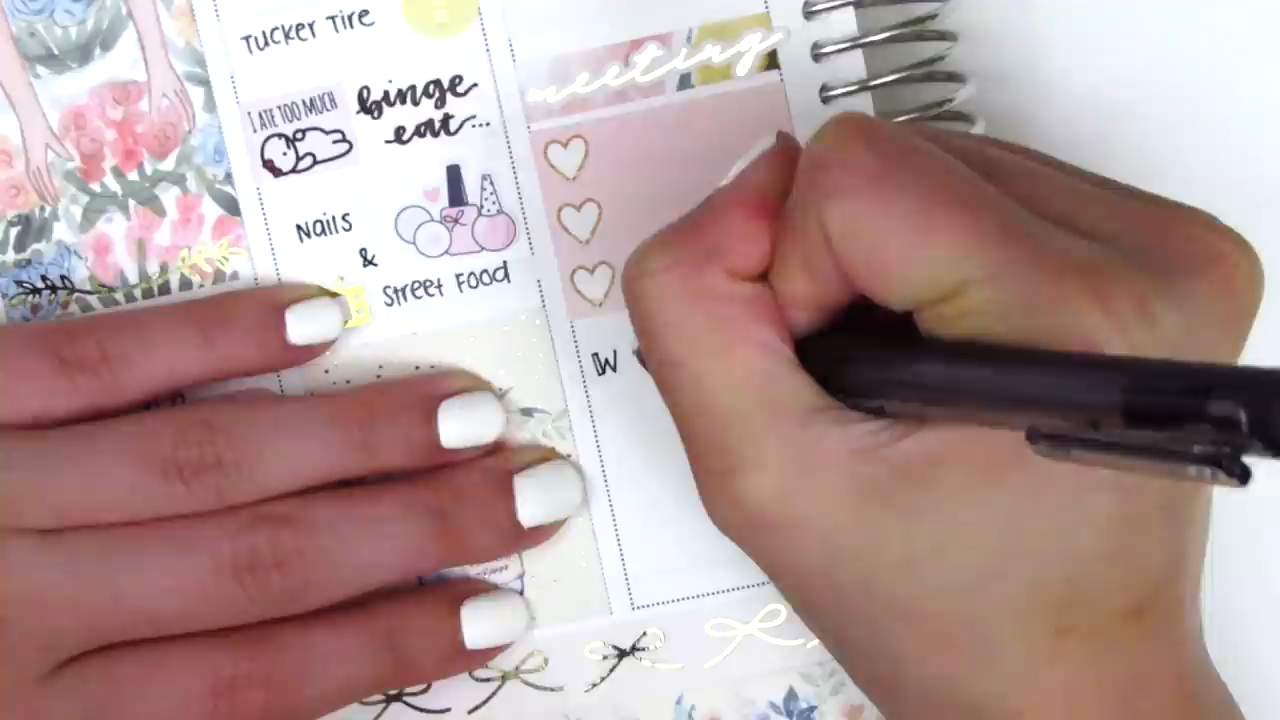 Tucker Tire
I ATE TOO MUCH
binge
eat...
Nails
&
Street Food
meeting
W